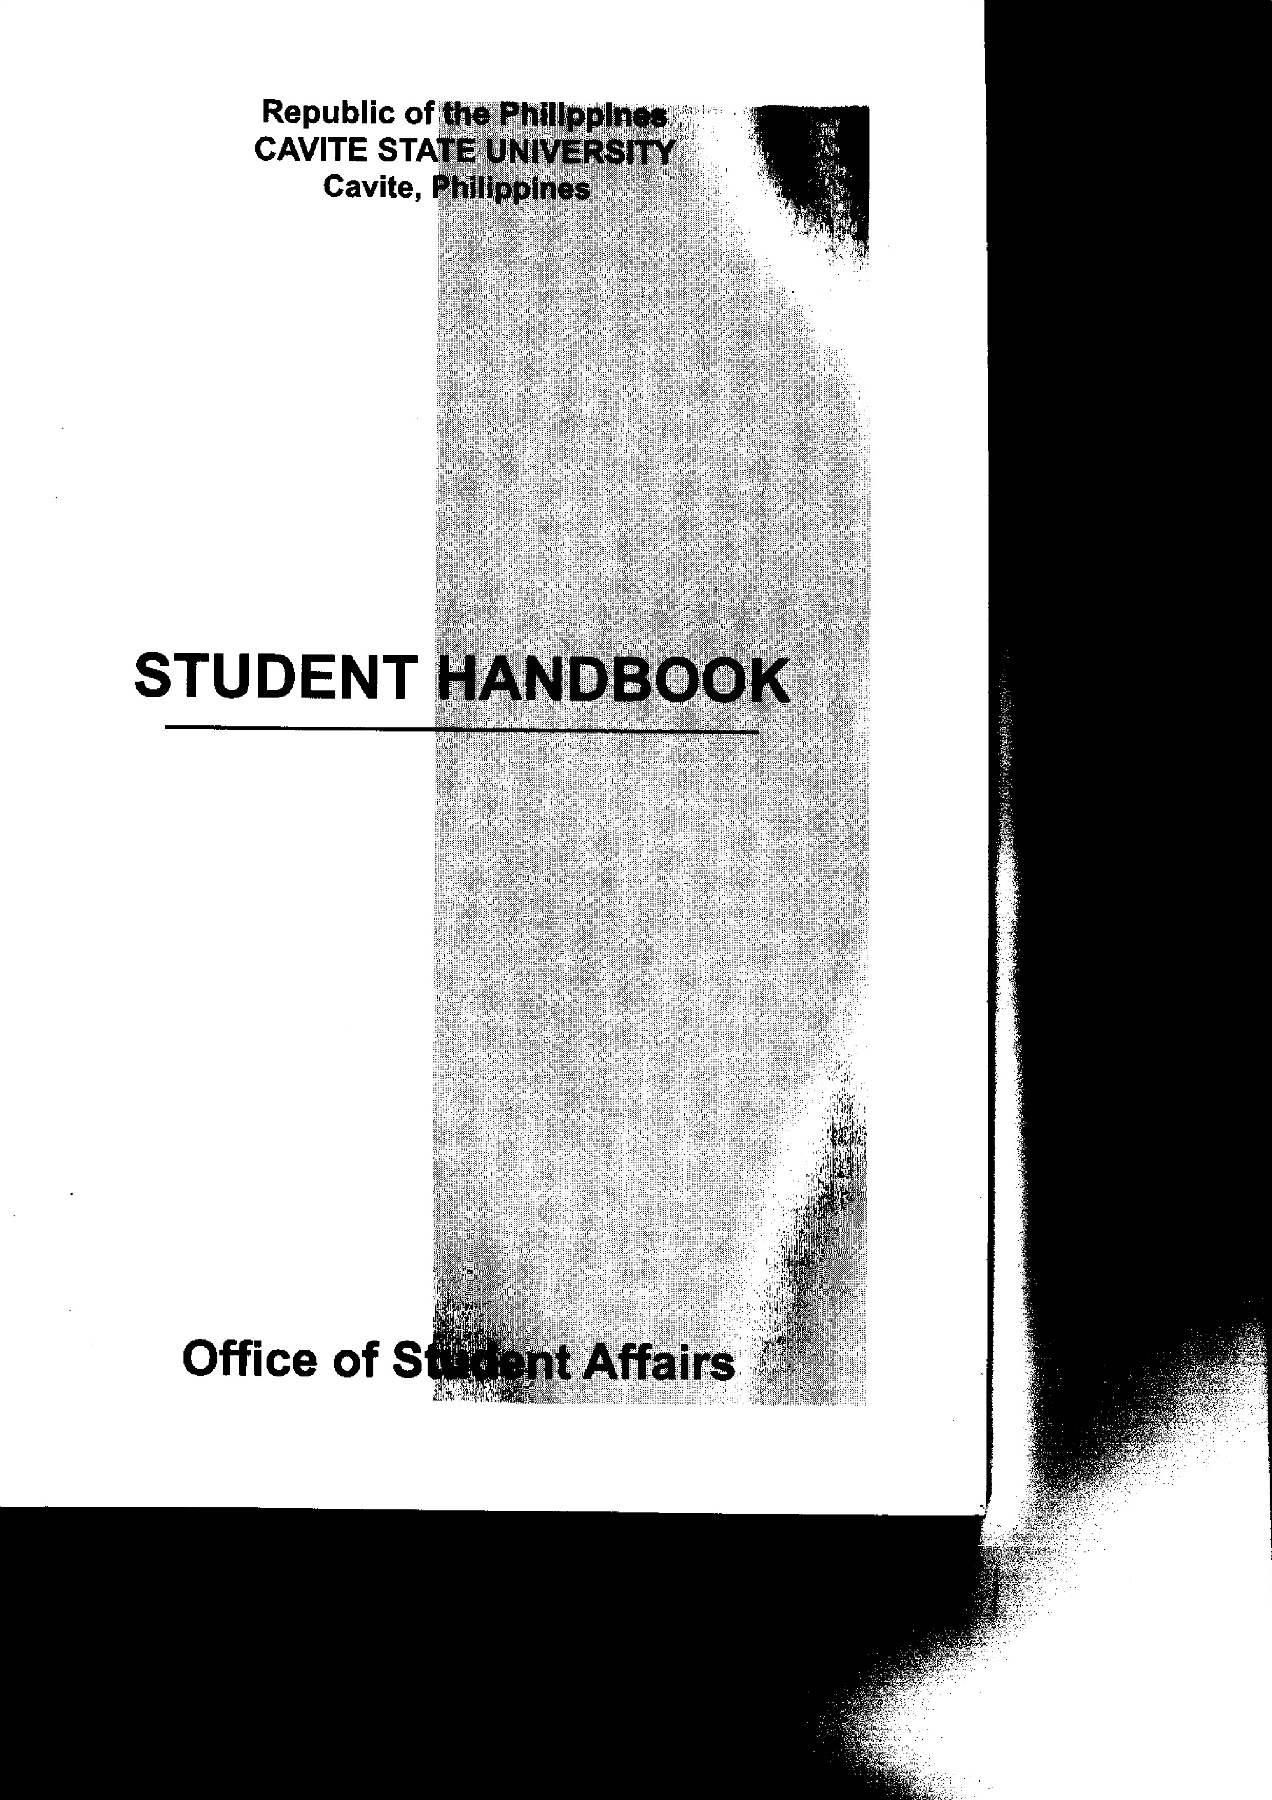 Republic of the Philippines
CAVITE STATE UNIVERSITY
Cavite, Philippines
STUDENT HANDBOOK
Office of Student Affairs